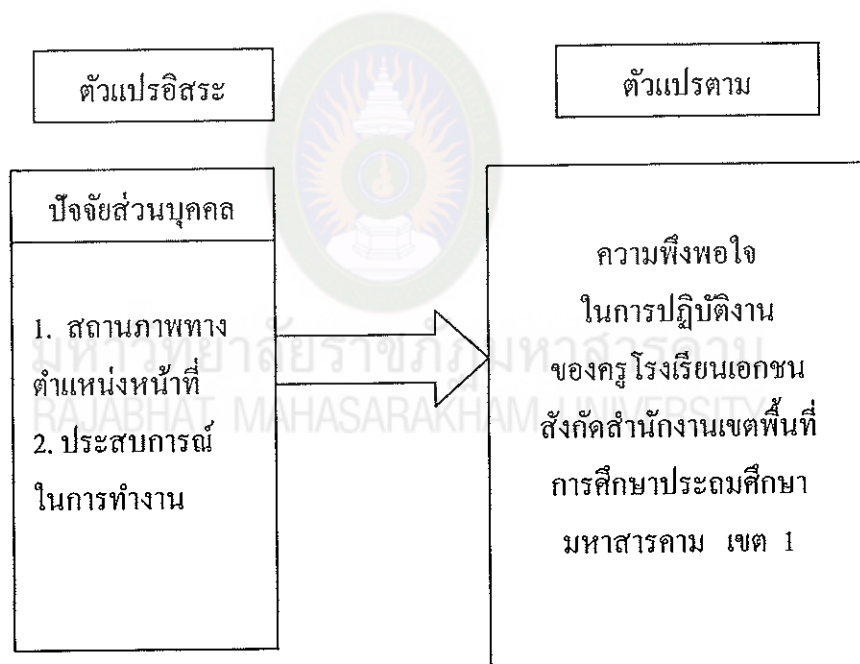 ตัวแปรอิสระ
ตัวแปรตาม
ปัจจัยส่วนบุคคล
1. สถานภาพทาง
ตำแหน่งหน้าที่
2. ประสบการณ์
ในการทำงาน
ความพึงพอใจ
ในการปฏิบัติงาน
ของครูโรงเรียนเอกชน
สังกัดสำนักงานเขตพื้นที่
การศึกษาประถมศึกษา
มหาสารคาม เขต 1
มหาวิทยาลัยราชภัฏมหาสารคาม
RAJABHAT MAHASARAKHAM UNIVERSITY